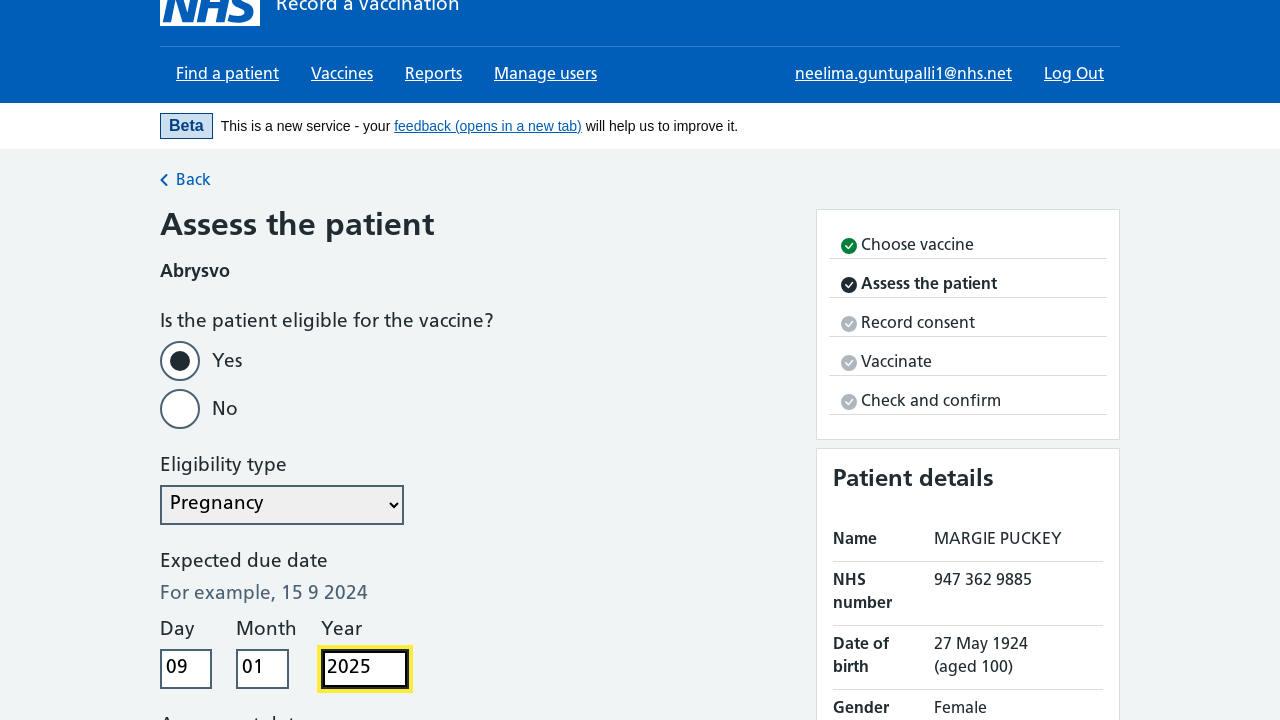 NHS Record a vaccination
Find a patient Vaccines Reports Manage users neelima.guntupalli1@nhs.net Log Out
Beta This is a new service - your feedback (opens in a new tab) will help us to improve it.
Back
Assess the patient
Abrysvo
Is the patient eligible for the vaccine?
Yes
No
Eligibility type
Pregnancy
Expected due date
For example, 15 9 2024
Day Month Year
09 01 2025
Choose vaccine
Assess the patient
Record consent
Vaccinate
Check and confirm
Patient details
Name MARGIE PUCKEY
NHS number 947 362 9885
Date of birth 27 May 1924 (aged 100)
Gender Female